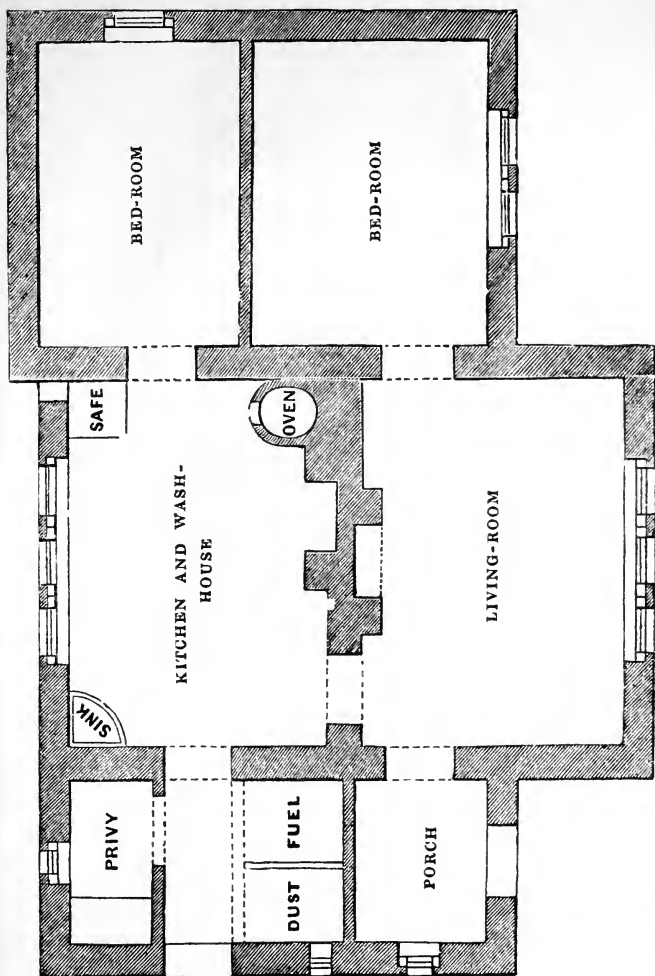 BED-ROOM
BED-ROOM
SAFE
OVEN
KITCHEN AND WASH-
HOUSE
LIVING-ROOM
SINK
PRIVY
FUEL
DUST
PORCH